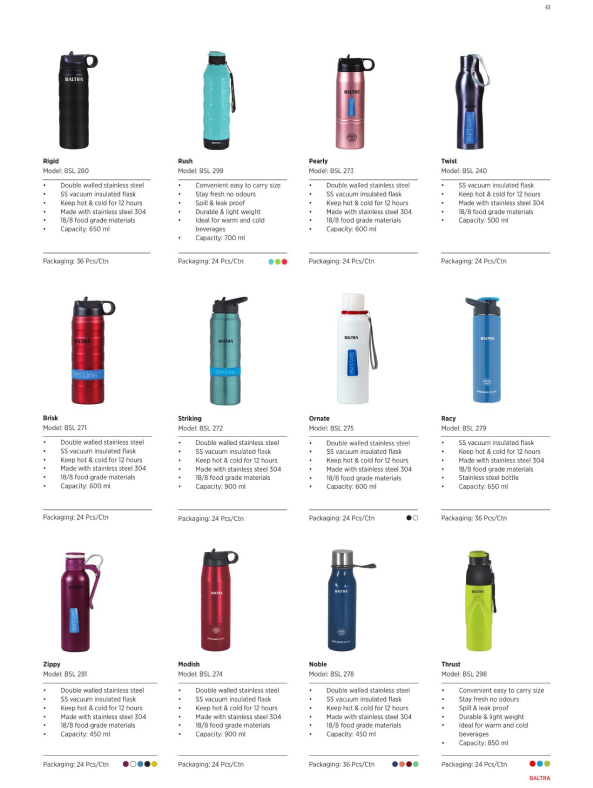 61
BALTRA
BALTRA
BALTRA
Slim Line
Rigid
Model: BSL 280
• Double walled stainless steel
• SS vacuum insulated flask
• Keep hot & cold for 12 hours
• Made with stainless steel 304
• 18/8 food grade materials
• Capacity: 650 ml
Packaging: 36 Pcs/Ctn
Rush
Model: BSL 299
• Convenient easy to carry size
• Stay fresh no odours
• Spill & leak proof
• Durable & light weight
• Ideal for warm and cold
beverages
• Capacity: 700 ml
Packaging: 24 Pcs/Ctn
Pearly
Model: BSL 273
• Double walled stainless steel
• SS vacuum insulated flask
• Keep hot & cold for 12 hours
• Made with stainless steel 304
• 18/8 food grade materials
• Capacity: 600 ml
Packaging: 24 Pcs/Ctn
Twist
Model: BSL 240
• SS vacuum insulated flask
• Keep hot & cold for 12 hours
• Made with stainless steel 304
• 18/8 food grade materials
• Capacity: 500 ml
Packaging: 24 Pcs/Ctn
BALTRA
Slim Line
BALTRA
Slim Line
BALTRA
Slim Line
BALTRA
Brisk
Model: BSL 271
• Double walled stainless steel
• SS vacuum insulated flask
• Keep hot & cold for 12 hours
• Made with stainless steel 304
• 18/8 food grade materials
• Capacity: 600 ml
Packaging: 24 Pcs/Ctn
Striking
Model: BSL 272
• Double walled stainless steel
• SS vacuum insulated flask
• Keep hot & cold for 12 hours
• Made with stainless steel 304
• 18/8 food grade materials
• Capacity: 900 ml
Packaging: 24 Pcs/Ctn
Ornate
Model: BSL 275
• Double walled stainless steel
• SS vacuum insulated flask
• Keep hot & cold for 12 hours
• Made with stainless steel 304
• 18/8 food grade materials
• Capacity: 600 ml
Packaging: 24 Pcs/Ctn
Racy
Model: BSL 279
• SS vacuum insulated flask
• Keep hot & cold for 12 hours
• Made with stainless steel 304
• 18/8 food grade materials
• Stainless steel bottle
• Capacity: 650 ml
Packaging: 36 Pcs/Ctn
BALTRA
BALTRA
BALTRA
BALTRA
Zippy
Model: BSL 281
• Double walled stainless steel
• SS vacuum insulated flask
• Keep hot & cold for 12 hours
• Made with stainless steel 304
• 18/8 food grade materials
• Capacity: 450 ml
Packaging: 24 Pcs/Ctn
Modish
Model: BSL 274
• Double walled stainless steel
• SS vacuum insulated flask
• Keep hot & cold for 12 hours
• Made with stainless steel 304
• 18/8 food grade materials
• Capacity: 900 ml
Packaging: 24 Pcs/Ctn
Noble
Model: BSL 278
• Double walled stainless steel
• SS vacuum insulated flask
• Keep hot & cold for 12 hours
• Made with stainless steel 304
• 18/8 food grade materials
• Capacity: 450 ml
Packaging: 36 Pcs/Ctn
Thrust
Model: BSL 298
• Convenient easy to carry size
• Stay fresh no odours
• Spill & leak proof
• Durable & light weight
• Ideal for warm and cold
beverages
• Capacity: 850 ml
Packaging: 24 Pcs/Ctn
BALTRA